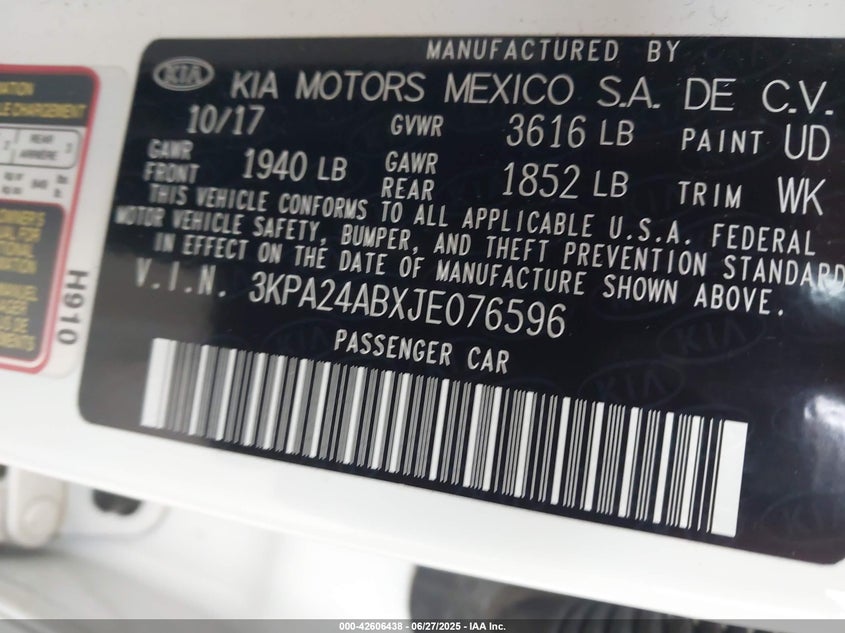 MANUFACTURED BY
KIA KIA MOTORS MEXICO S.A. DE C.V.
10/17 GVWR 3616 LB PAINT UD
GAWR FRONT 1940 LB GAWR REAR 1852 LB TRIM WK
THIS VEHICLE CONFORMS TO ALL APPLICABLE U.S.A. FEDERAL
MOTOR VEHICLE SAFETY, BUMPER, AND THEFT PREVENTION STANDARD
IN EFFECT ON THE DATE OF MANUFACTURE SHOWN ABOVE.
V.I.N. 3KPA24ABXJE076596
PASSENGER CAR
REAR
ARRIERE
H910
000-42606438 - 06/27/2025 - IAA Inc.